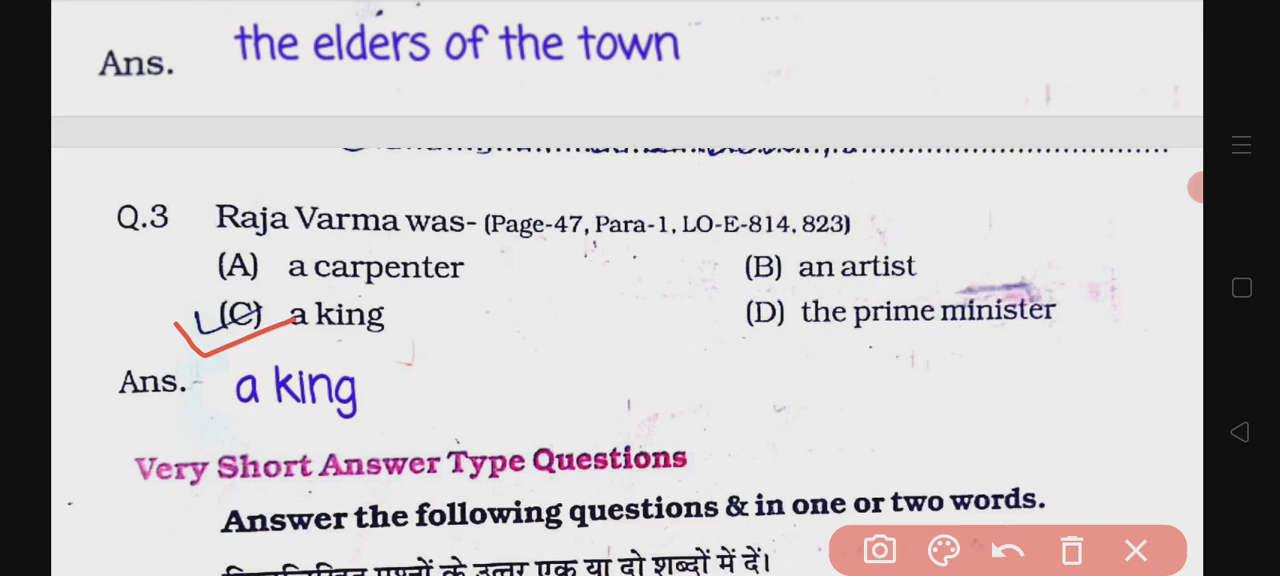 Ans. the elders of the town
Q.3 Raja Varma was- (Page-47, Para-1, LO-E-814, 823)
(A) a carpenter (B) an artist
(C) a king (D) the prime minister
Ans. a king
Very Short Answer Type Questions
Answer the following questions & in one or two words.
प्रश्नों के उत्तर एक या दो शब्दों में दें।